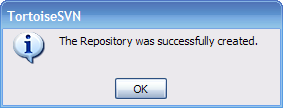 TortoiseSVN
The Repository was successfully created.
OK